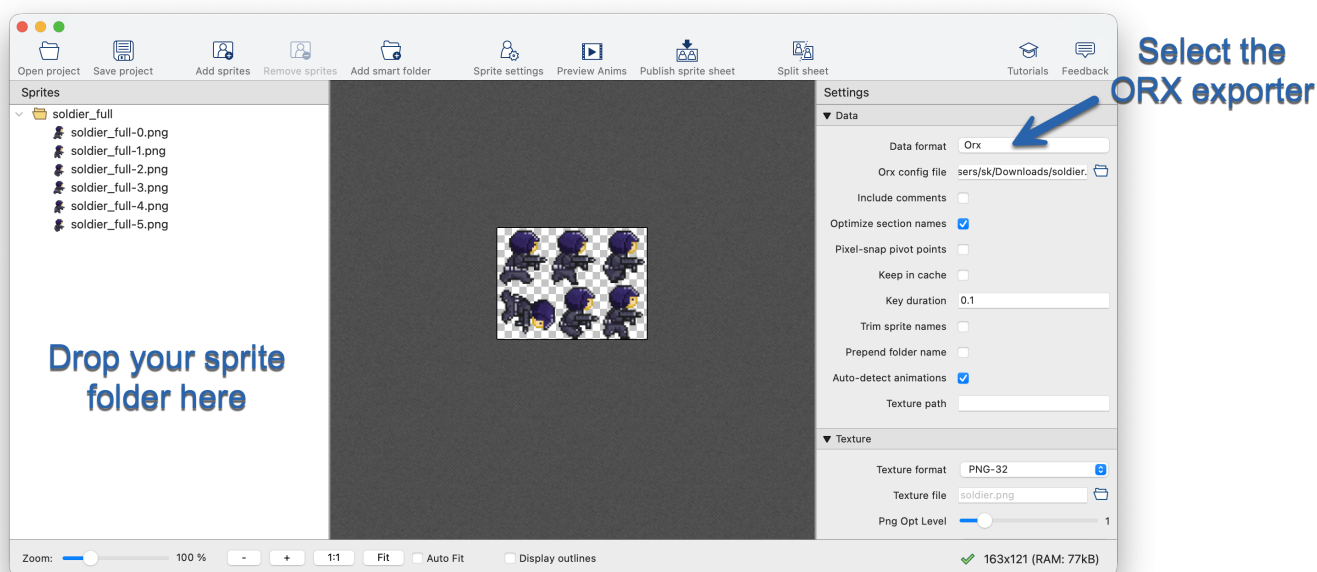 Open project
Save project
Add sprites
Remove sprites
Add smart folder
Sprite settings
Preview Anims
Publish sprite sheet
Split sheet
Tutorials
Feedback
Select the
ORX exporter
Sprites
soldier_full
soldier_full-0.png
soldier_full-1.png
soldier_full-2.png
soldier_full-3.png
soldier_full-4.png
soldier_full-5.png
Drop your sprite
folder here
Settings
Data
Data format Orx
Orx config file sers/sk/Downloads/soldier.
Include comments
Optimize section names
Pixel-snap pivot points
Keep in cache
Key duration 0.1
Trim sprite names
Prepend folder name
Auto-detect animations
Texture path
Texture
Texture format PNG-32
Texture file soldier.png
Png Opt Level 1
Zoom: 100 % - + 1:1 Fit Auto Fit Display outlines 163x121 (RAM: 77kB)